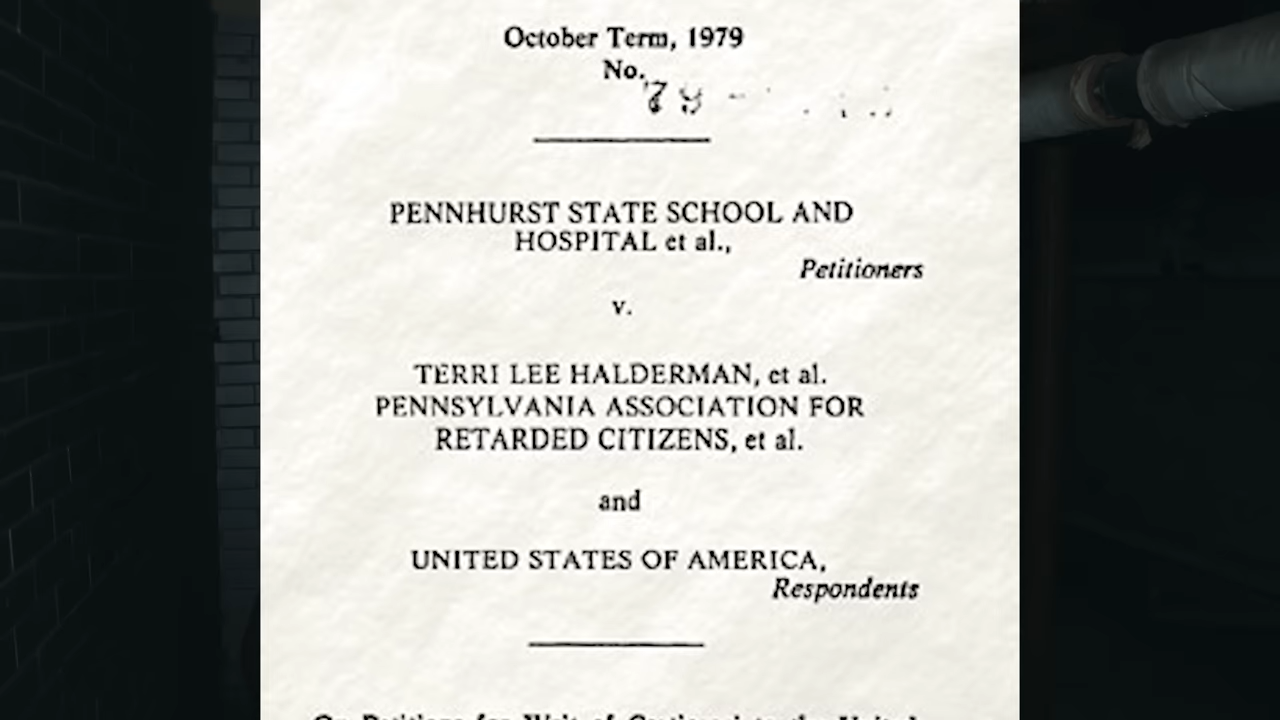 October Term, 1979
No.
79 -
PENNHURST STATE SCHOOL AND
HOSPITAL et al.,
Petitioners
v.
TERRI LEE HALDERMAN, et al.
PENNSYLVANIA ASSOCIATION FOR
RETARDED CITIZENS, et al.
and
UNITED STATES OF AMERICA,
Respondents